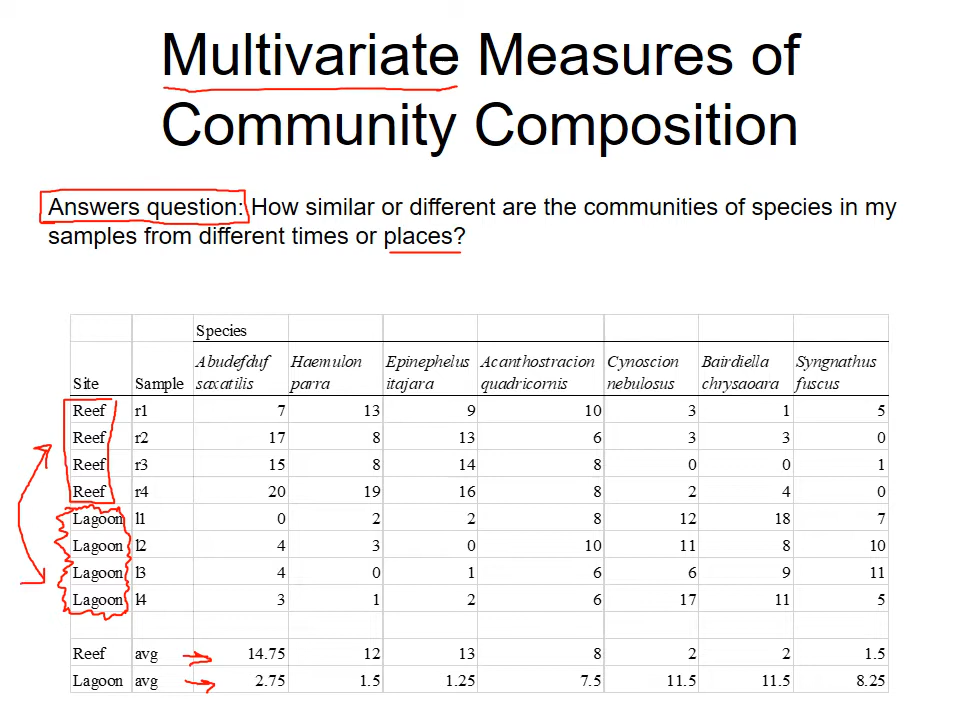 Multivariate Measures of
Community Composition
Answers question: How similar or different are the communities of species in my
samples from different times or places?
Species
Abudefduf Haemulon Epinephelus Acanthostracion Cynoscion Bairdiella Syngnathus
Site Sample saxatilis parra itajara quadricornis nebulosus chrysaoara fuscus
Reef r1 7 13 9 10 3 1 5
Reef r2 17 8 13 6 3 3 0
Reef r3 15 8 14 8 0 0 1
Reef r4 20 19 16 8 2 4 0
Lagoon l1 0 2 2 8 12 18 7
Lagoon l2 4 3 0 10 11 8 10
Lagoon l3 4 0 1 6 6 9 11
Lagoon l4 3 1 2 6 17 11 5
Reef avg 14.75 12 13 8 2 2 1.5
Lagoon avg 2.75 1.5 1.25 7.5 11.5 11.5 8.25